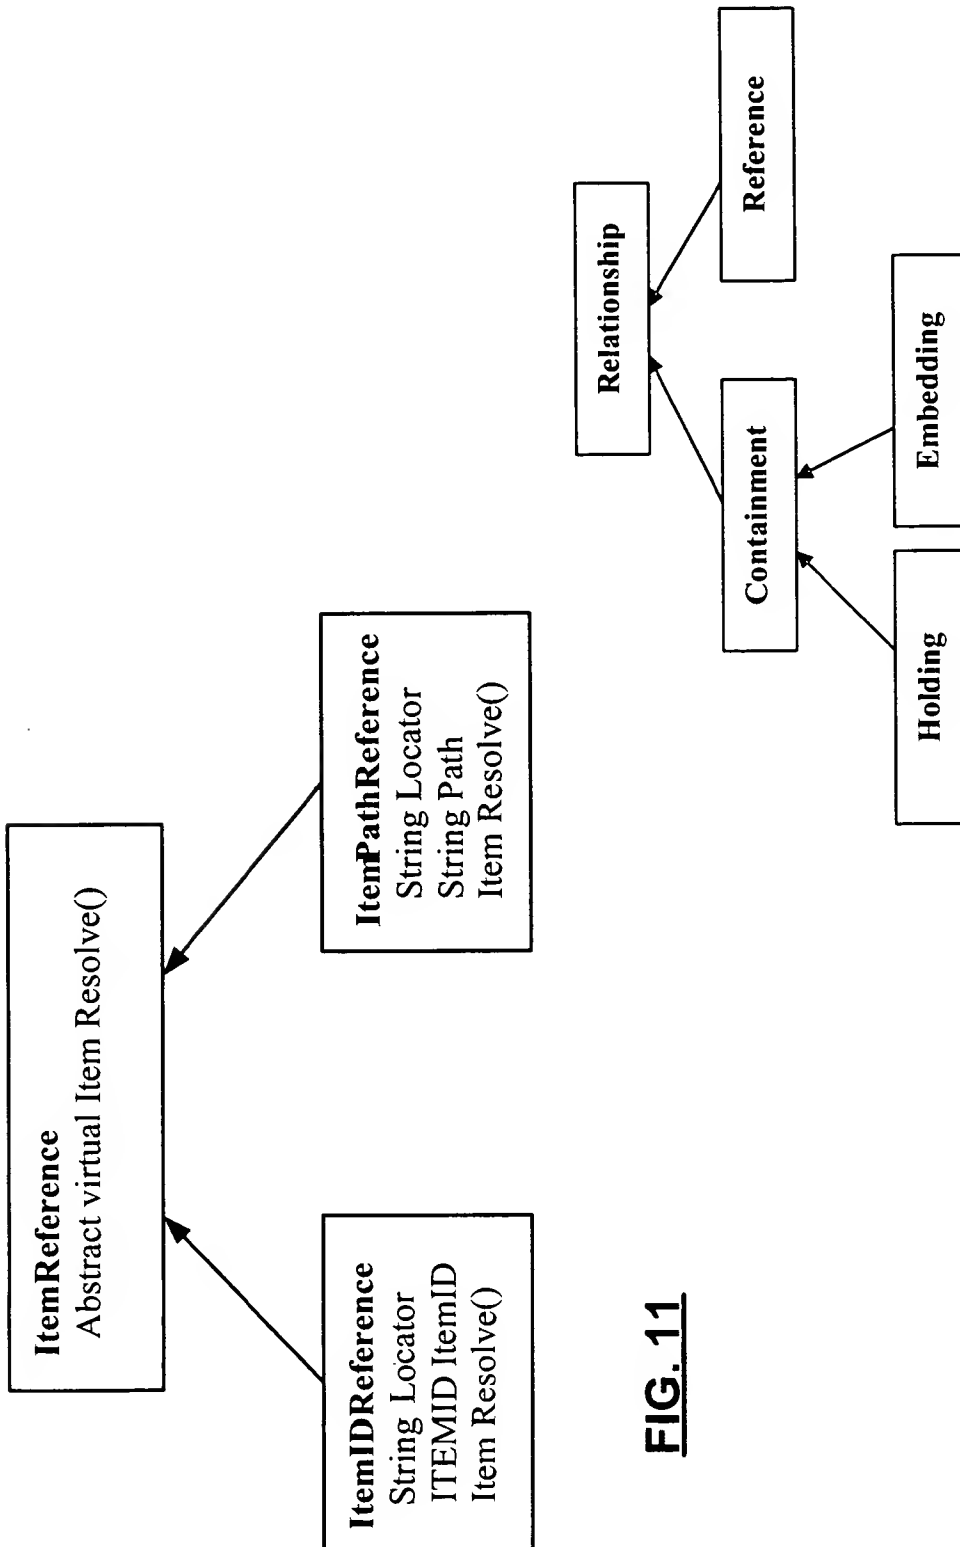 ItemReference
Abstract virtual Item Resolve()
ItemIDReference
String Locator
ITEMID ItemID
Item Resolve()
ItemPathReference
String Locator
String Path
Item Resolve()
Relationship
Containment
Reference
Holding
Embedding
FIG. 11